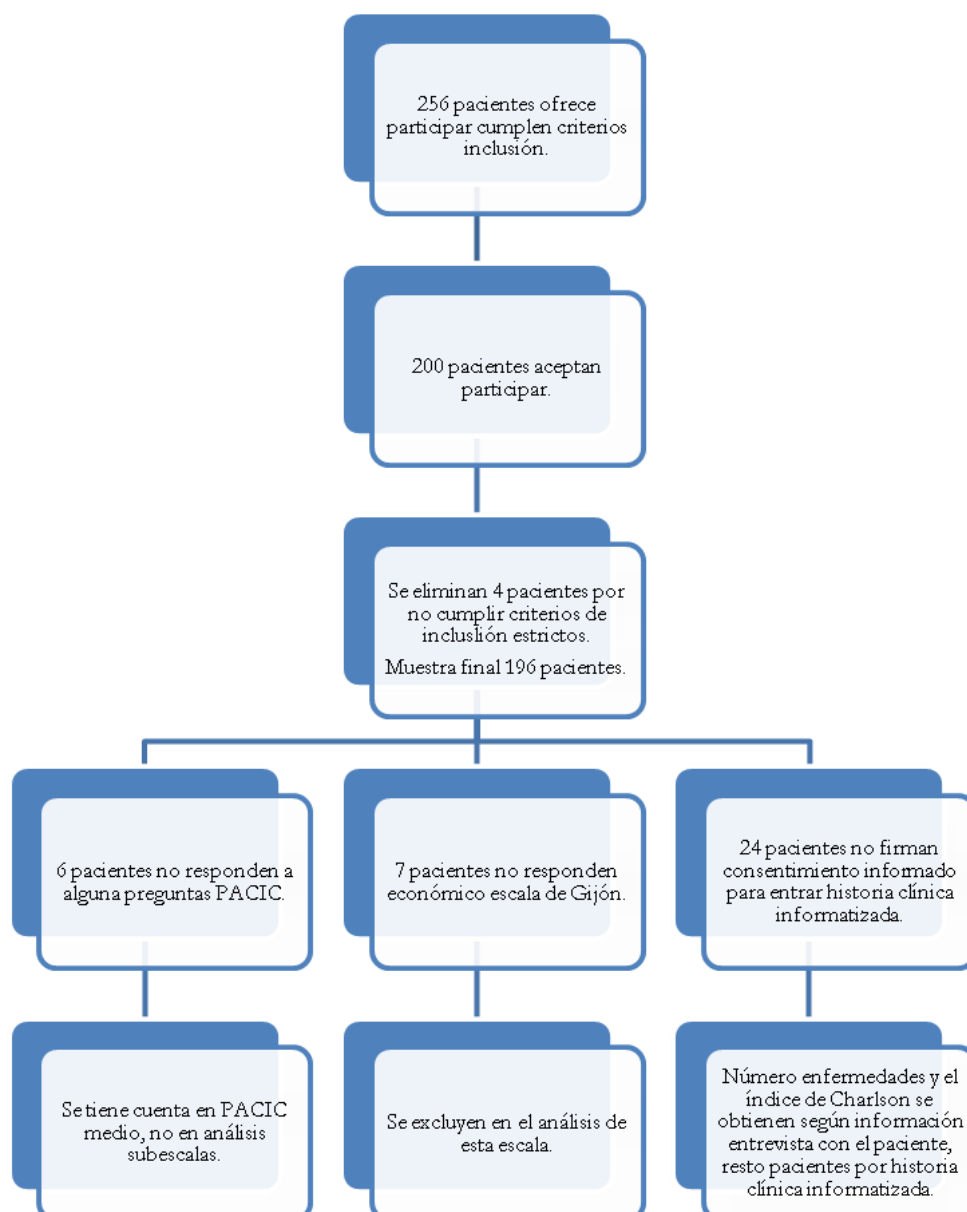 256 pacientes ofrece
participar cumplen criterios
inclusión.
200 pacientes aceptan
participar.
Se eliminan 4 pacientes por
no cumplir criterios de
incluslión estrictos.
Muestra final 196 pacientes.
6 pacientes no responden a
alguna preguntas PACIC.
7 pacientes no responden
económico escala de Gijón.
24 pacientes no firman
consentimiento informado
para entrar historia clínica
informatizada.
Se tiene cuenta en PACIC
medio, no en análisis
subescalas.
Se excluyen en el análisis de
esta escala.
Número enfermedades y el
índice de Charlson se
obtienen según información
entrevista con el paciente,
resto pacientes por historia
clínica informatizada.